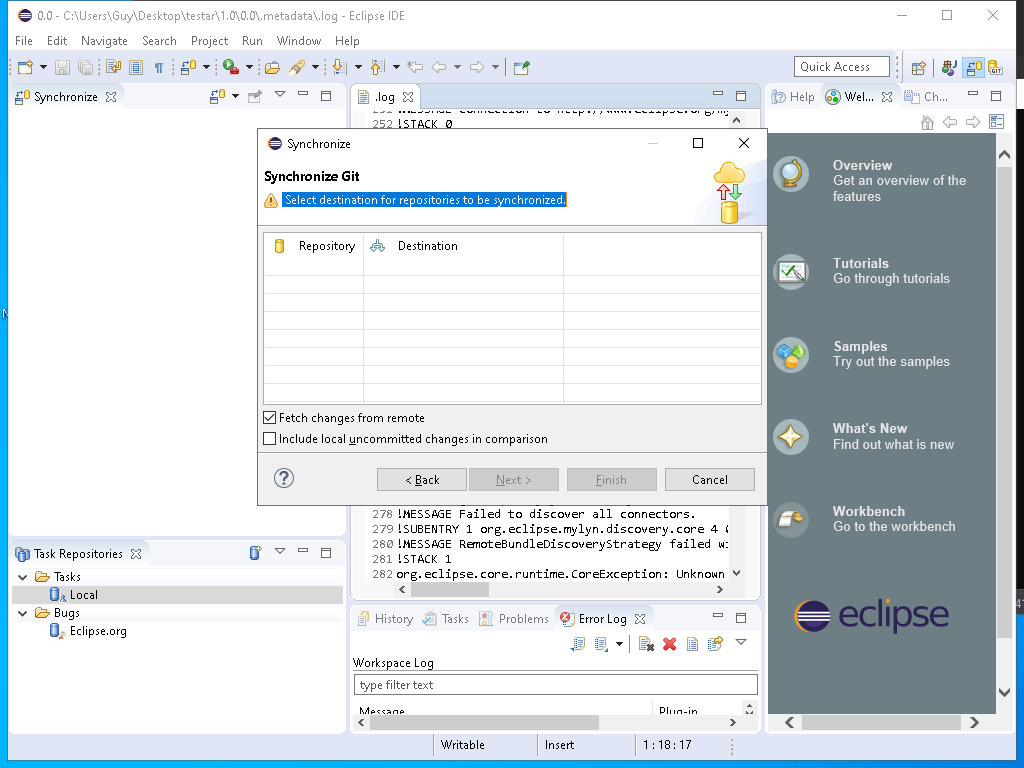 0.0 - C:\Users\Guy\Desktop\testar\1.0\0.0\.metadata\.log - Eclipse IDE
File Edit Navigate Search Project Run Window Help
Quick Access
GIT
Synchronize
.log
Help Wel... Ch...
252 !STACK 0
Synchronize
Synchronize Git
Select destination for repositories to be synchronized.
Repository Destination
Fetch changes from remote
Include local uncommitted changes in comparison
< Back Next > Finish Cancel
Overview
Get an overview of the
features
Tutorials
Go through tutorials
Samples
Try out the samples
What's New
Find out what is new
Workbench
Go to the workbench
eclipse
278 !MESSAGE Failed to discover all connectors.
279 !SUBENTRY 1 org.eclipse.mylyn.discovery.core 4
280 !MESSAGE RemoteBundleDiscoveryStrategy failed
281 !STACK 1
282 org.eclipse.core.runtime.CoreException: Unknown
Task Repositories
Tasks
Local
Bugs
Eclipse.org
History Tasks Problems Error Log
Workspace Log
type filter text
Message Plug-in
Writable Insert 1 : 18 : 17